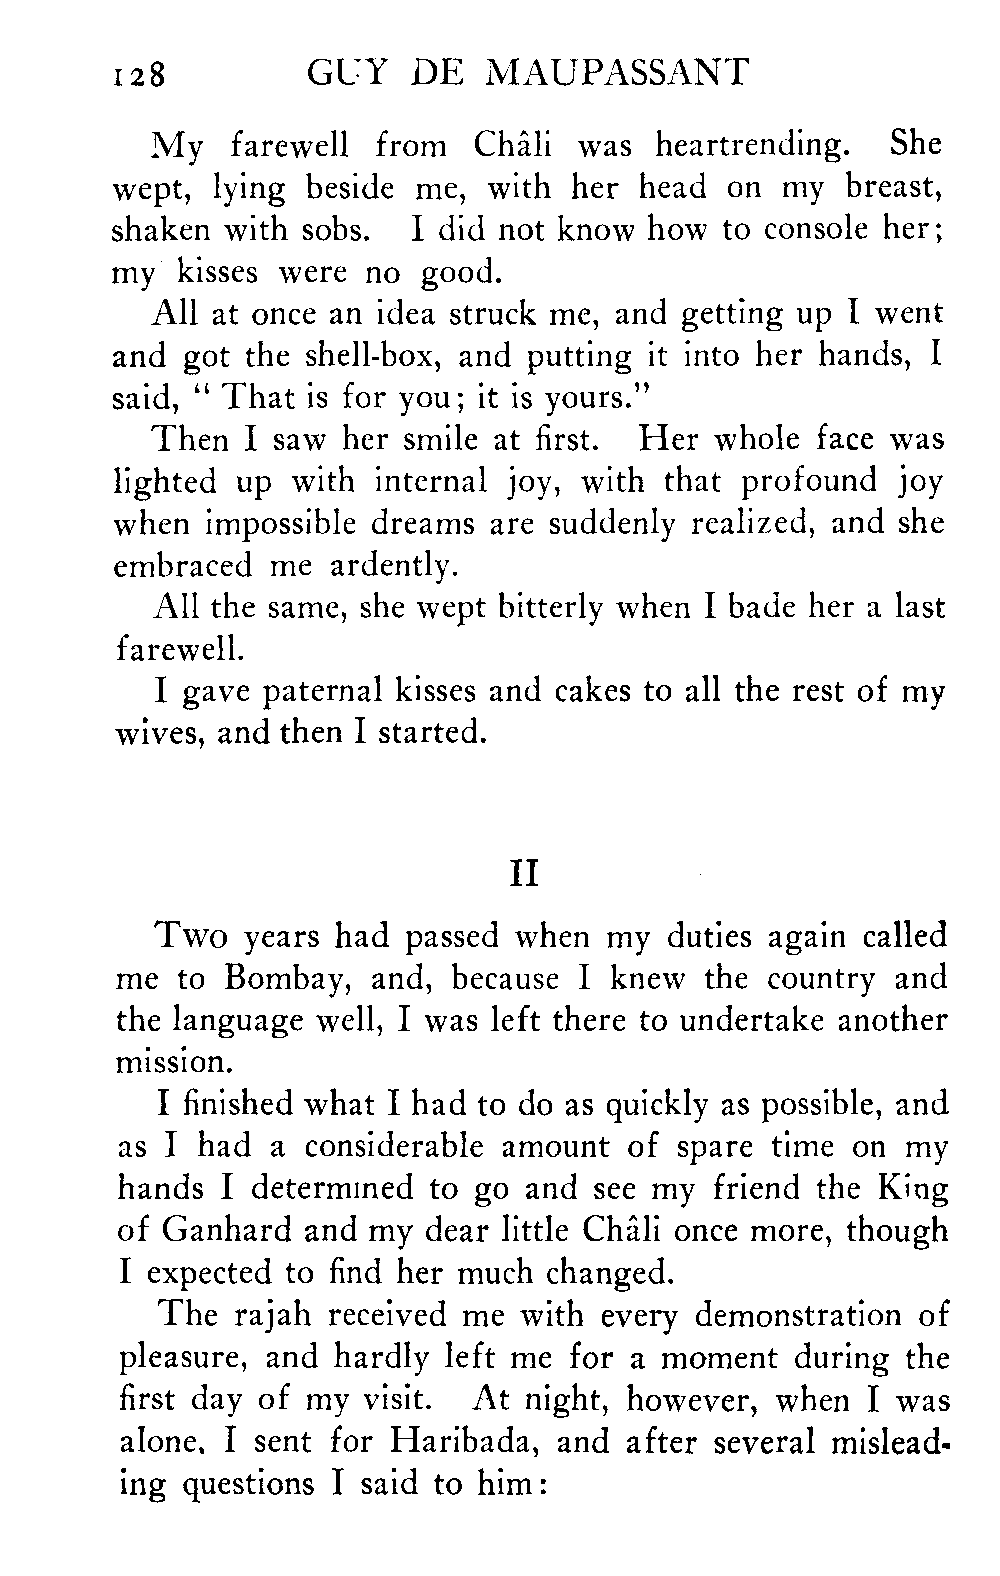 128 GUY DE MAUPASSANT
My farewell from Châli was heartrending. She
wept, lying beside me, with her head on my breast,
shaken with sobs. I did not know how to console her;
my kisses were no good.
All at once an idea struck me, and getting up I went
and got the shell-box, and putting it into her hands, I
said, “ That is for you; it is yours.”
Then I saw her smile at first. Her whole face was
lighted up with internal joy, with that profound joy
when impossible dreams are suddenly realized, and she
embraced me ardently.
All the same, she wept bitterly when I bade her a last
farewell.
I gave paternal kisses and cakes to all the rest of my
wives, and then I started.
II
Two years had passed when my duties again called
me to Bombay, and, because I knew the country and
the language well, I was left there to undertake another
mission.
I finished what I had to do as quickly as possible, and
as I had a considerable amount of spare time on my
hands I determined to go and see my friend the King
of Ganhard and my dear little Châli once more, though
I expected to find her much changed.
The rajah received me with every demonstration of
pleasure, and hardly left me for a moment during the
first day of my visit. At night, however, when I was
alone, I sent for Haribada, and after several mislead-
ing questions I said to him: